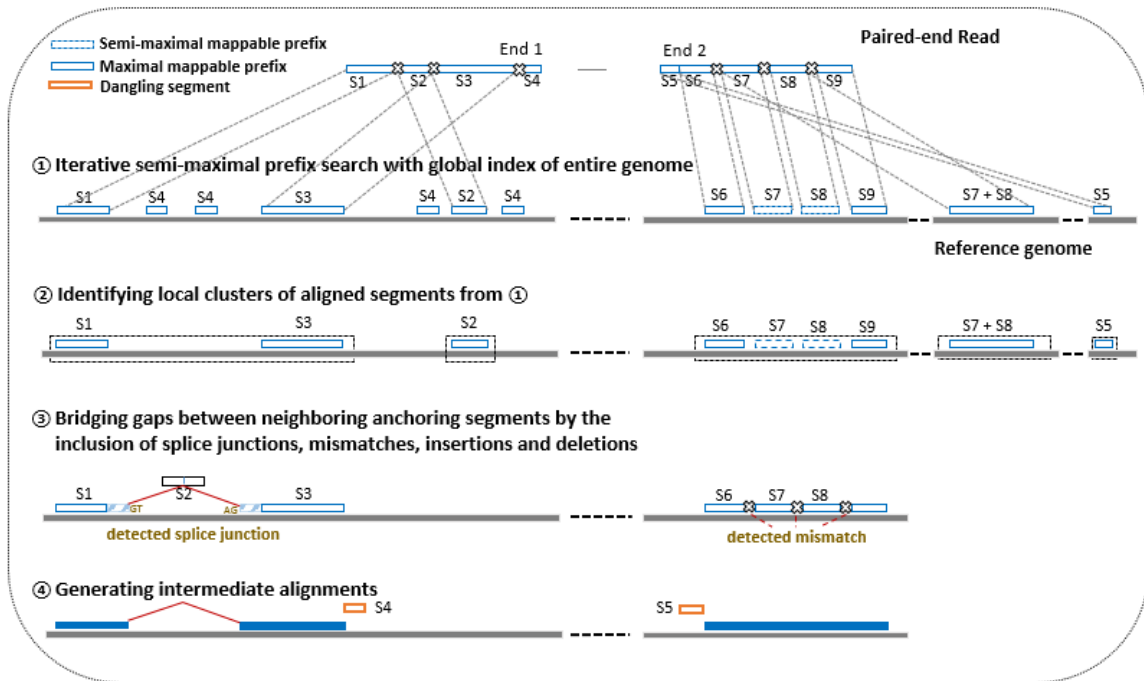 Semi-maximal mappable prefix
Maximal mappable prefix
Dangling segment
End 1
End 2
Paired-end Read
S1 S2 S3 S4
S5 S6 S7 S8 S9
① Iterative semi-maximal prefix search with global index of entire genome
S1 S4 S4 S3 S4 S2 S4 S6 S7 S8 S9 S7 + S8 S5
Reference genome
② Identifying local clusters of aligned segments from ①
S1 S3 S2 S6 S7 S8 S9 S7 + S8 S5
③ Bridging gaps between neighboring anchoring segments by the
inclusion of splice junctions, mismatches, insertions and deletions
S1 GT S2 AG S3 S6 S7 S8
detected splice junction
detected mismatch
④ Generating intermediate alignments
S4 S5